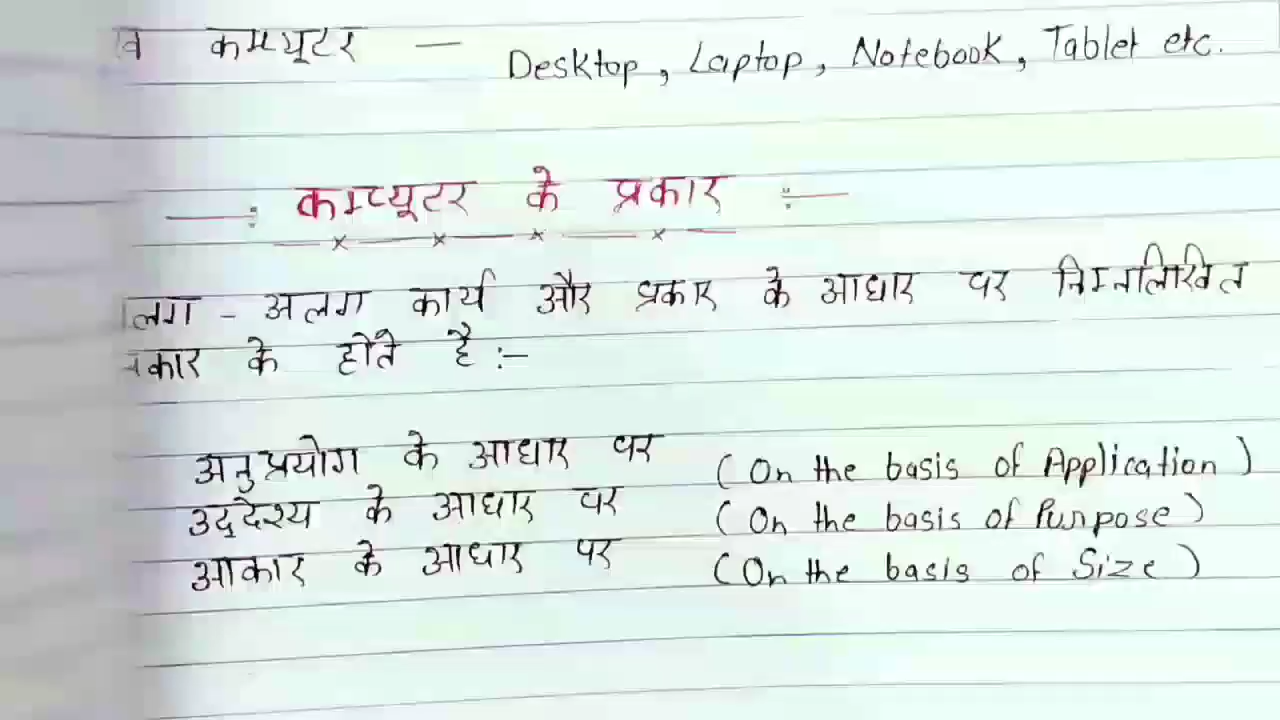 कम्प्यूटर — Desktop, Laptop, Notebook, Tablet etc.
—: कम्प्यूटर के प्रकार :—
लग - अलग कार्य और प्रकार के आधार पर निम्नलिखित
कार के होते है :-
अनुप्रयोग के आधार पर (On the basis of Application)
उद्देश्य के आधार पर (On the basis of Purpose)
आकार के आधार पर (On the basis of Size)